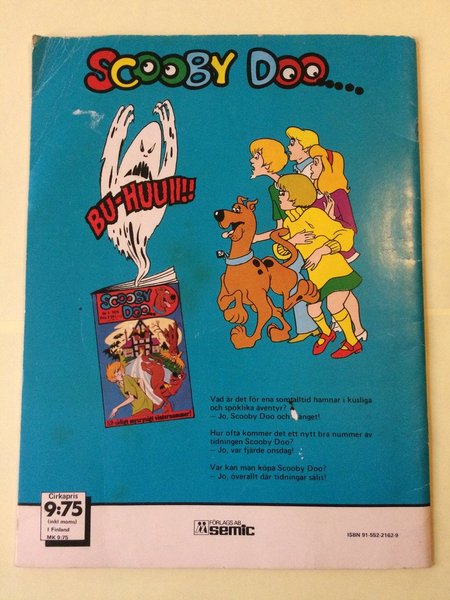 SCOOBY DOO.....
BU-HUUU!!
SCOOBY
DOO
Vad är det för ena som alltid hamnar i kusliga
och spöklika äventyr?
— Jo, Scooby Doo och gänget!
Hur ofta kommer det ett nytt bra nummer av
tidningen Scooby Doo?
— Jo, var fjärde onsdag!
Var kan man köpa Scooby Doo?
— Jo, överallt där tidningar säljs!
Cirkapris
9:75
(inkl moms)
I Finland
MK 9:75
FÖRLAGS AB
semic
ISBN 91-552-2162-9